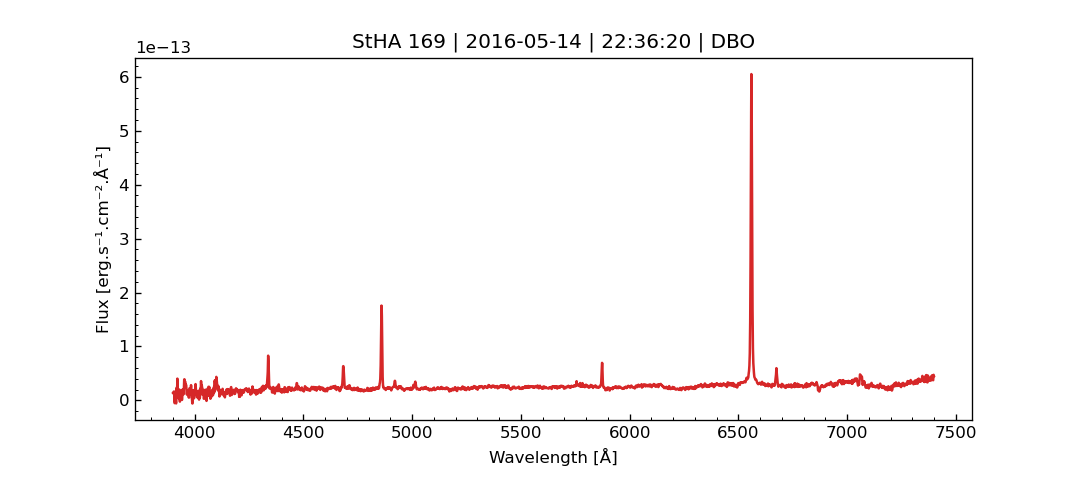 StHA 169 | 2016-05-14 | 22:36:20 | DBO
1e−13
6
5
4
3
2
1
0
Flux [erg.s⁻¹.cm⁻².Å⁻¹]
4000 4500 5000 5500 6000 6500 7000 7500
Wavelength [Å]